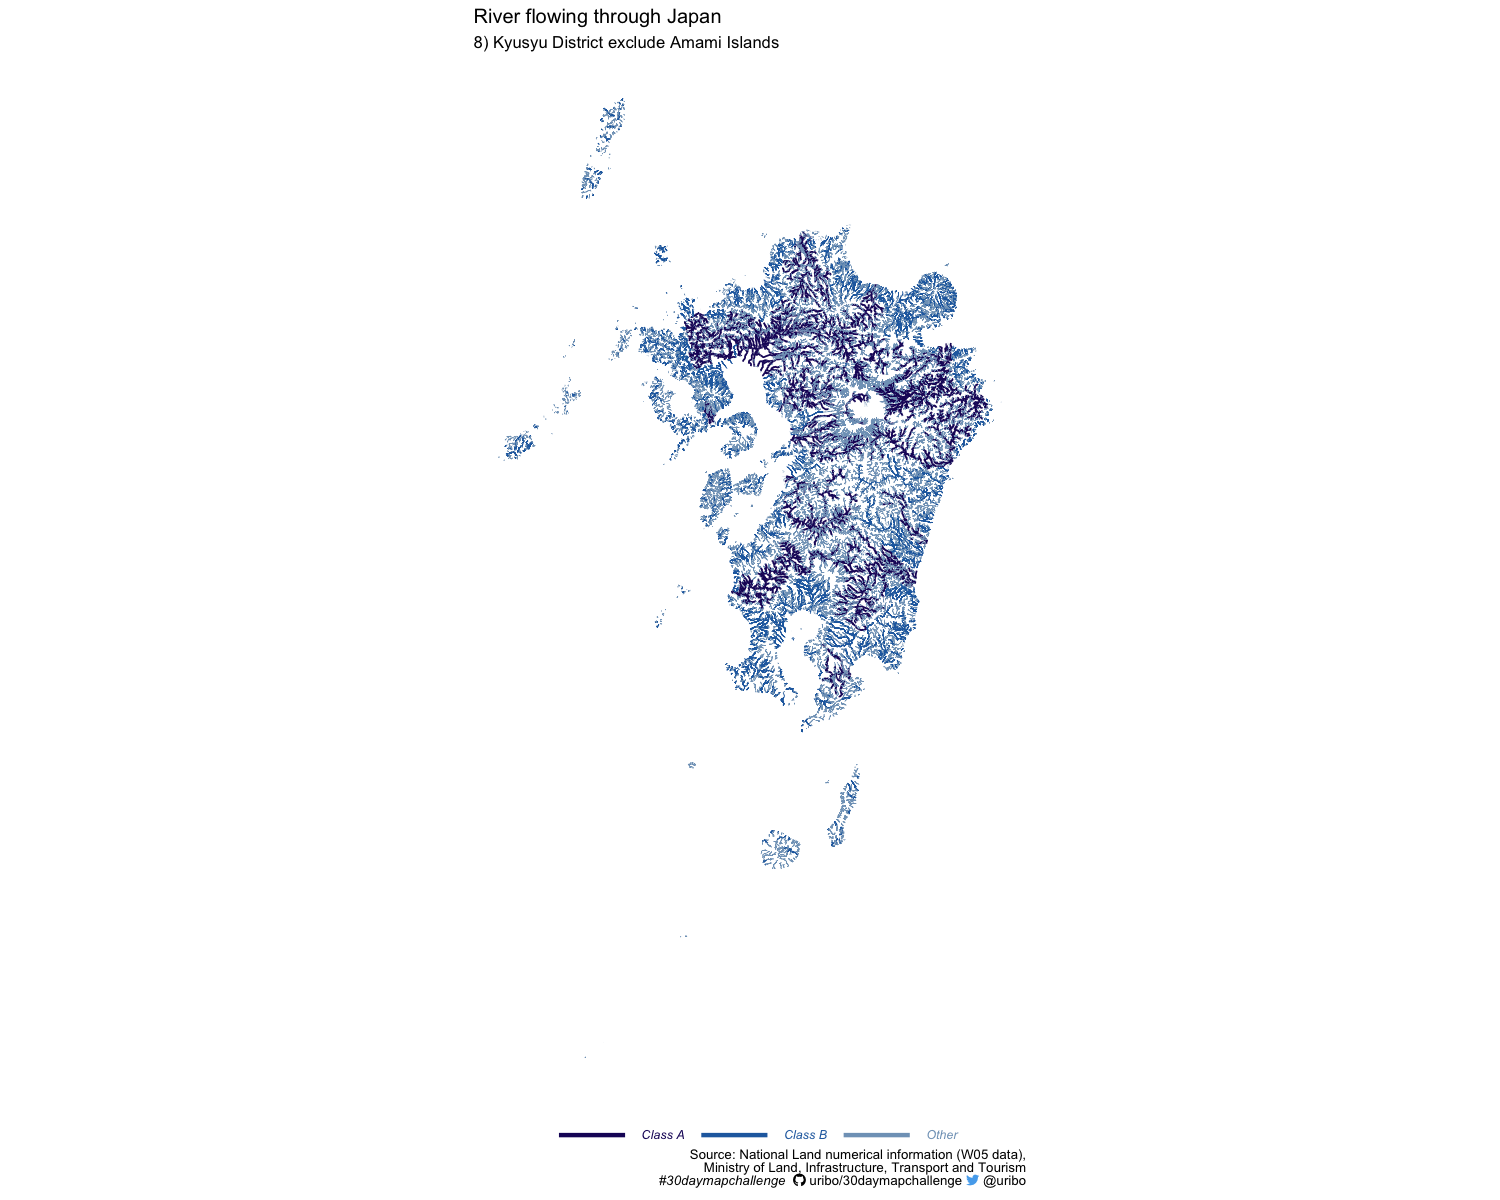 River flowing through Japan
8) Kyusyu District exclude Amami Islands
Class A Class B Other
Source: National Land numerical information (W05 data),
Ministry of Land, Infrastructure, Transport and Tourism
#30daymapchallenge uribo/30daymapchallenge @uribo